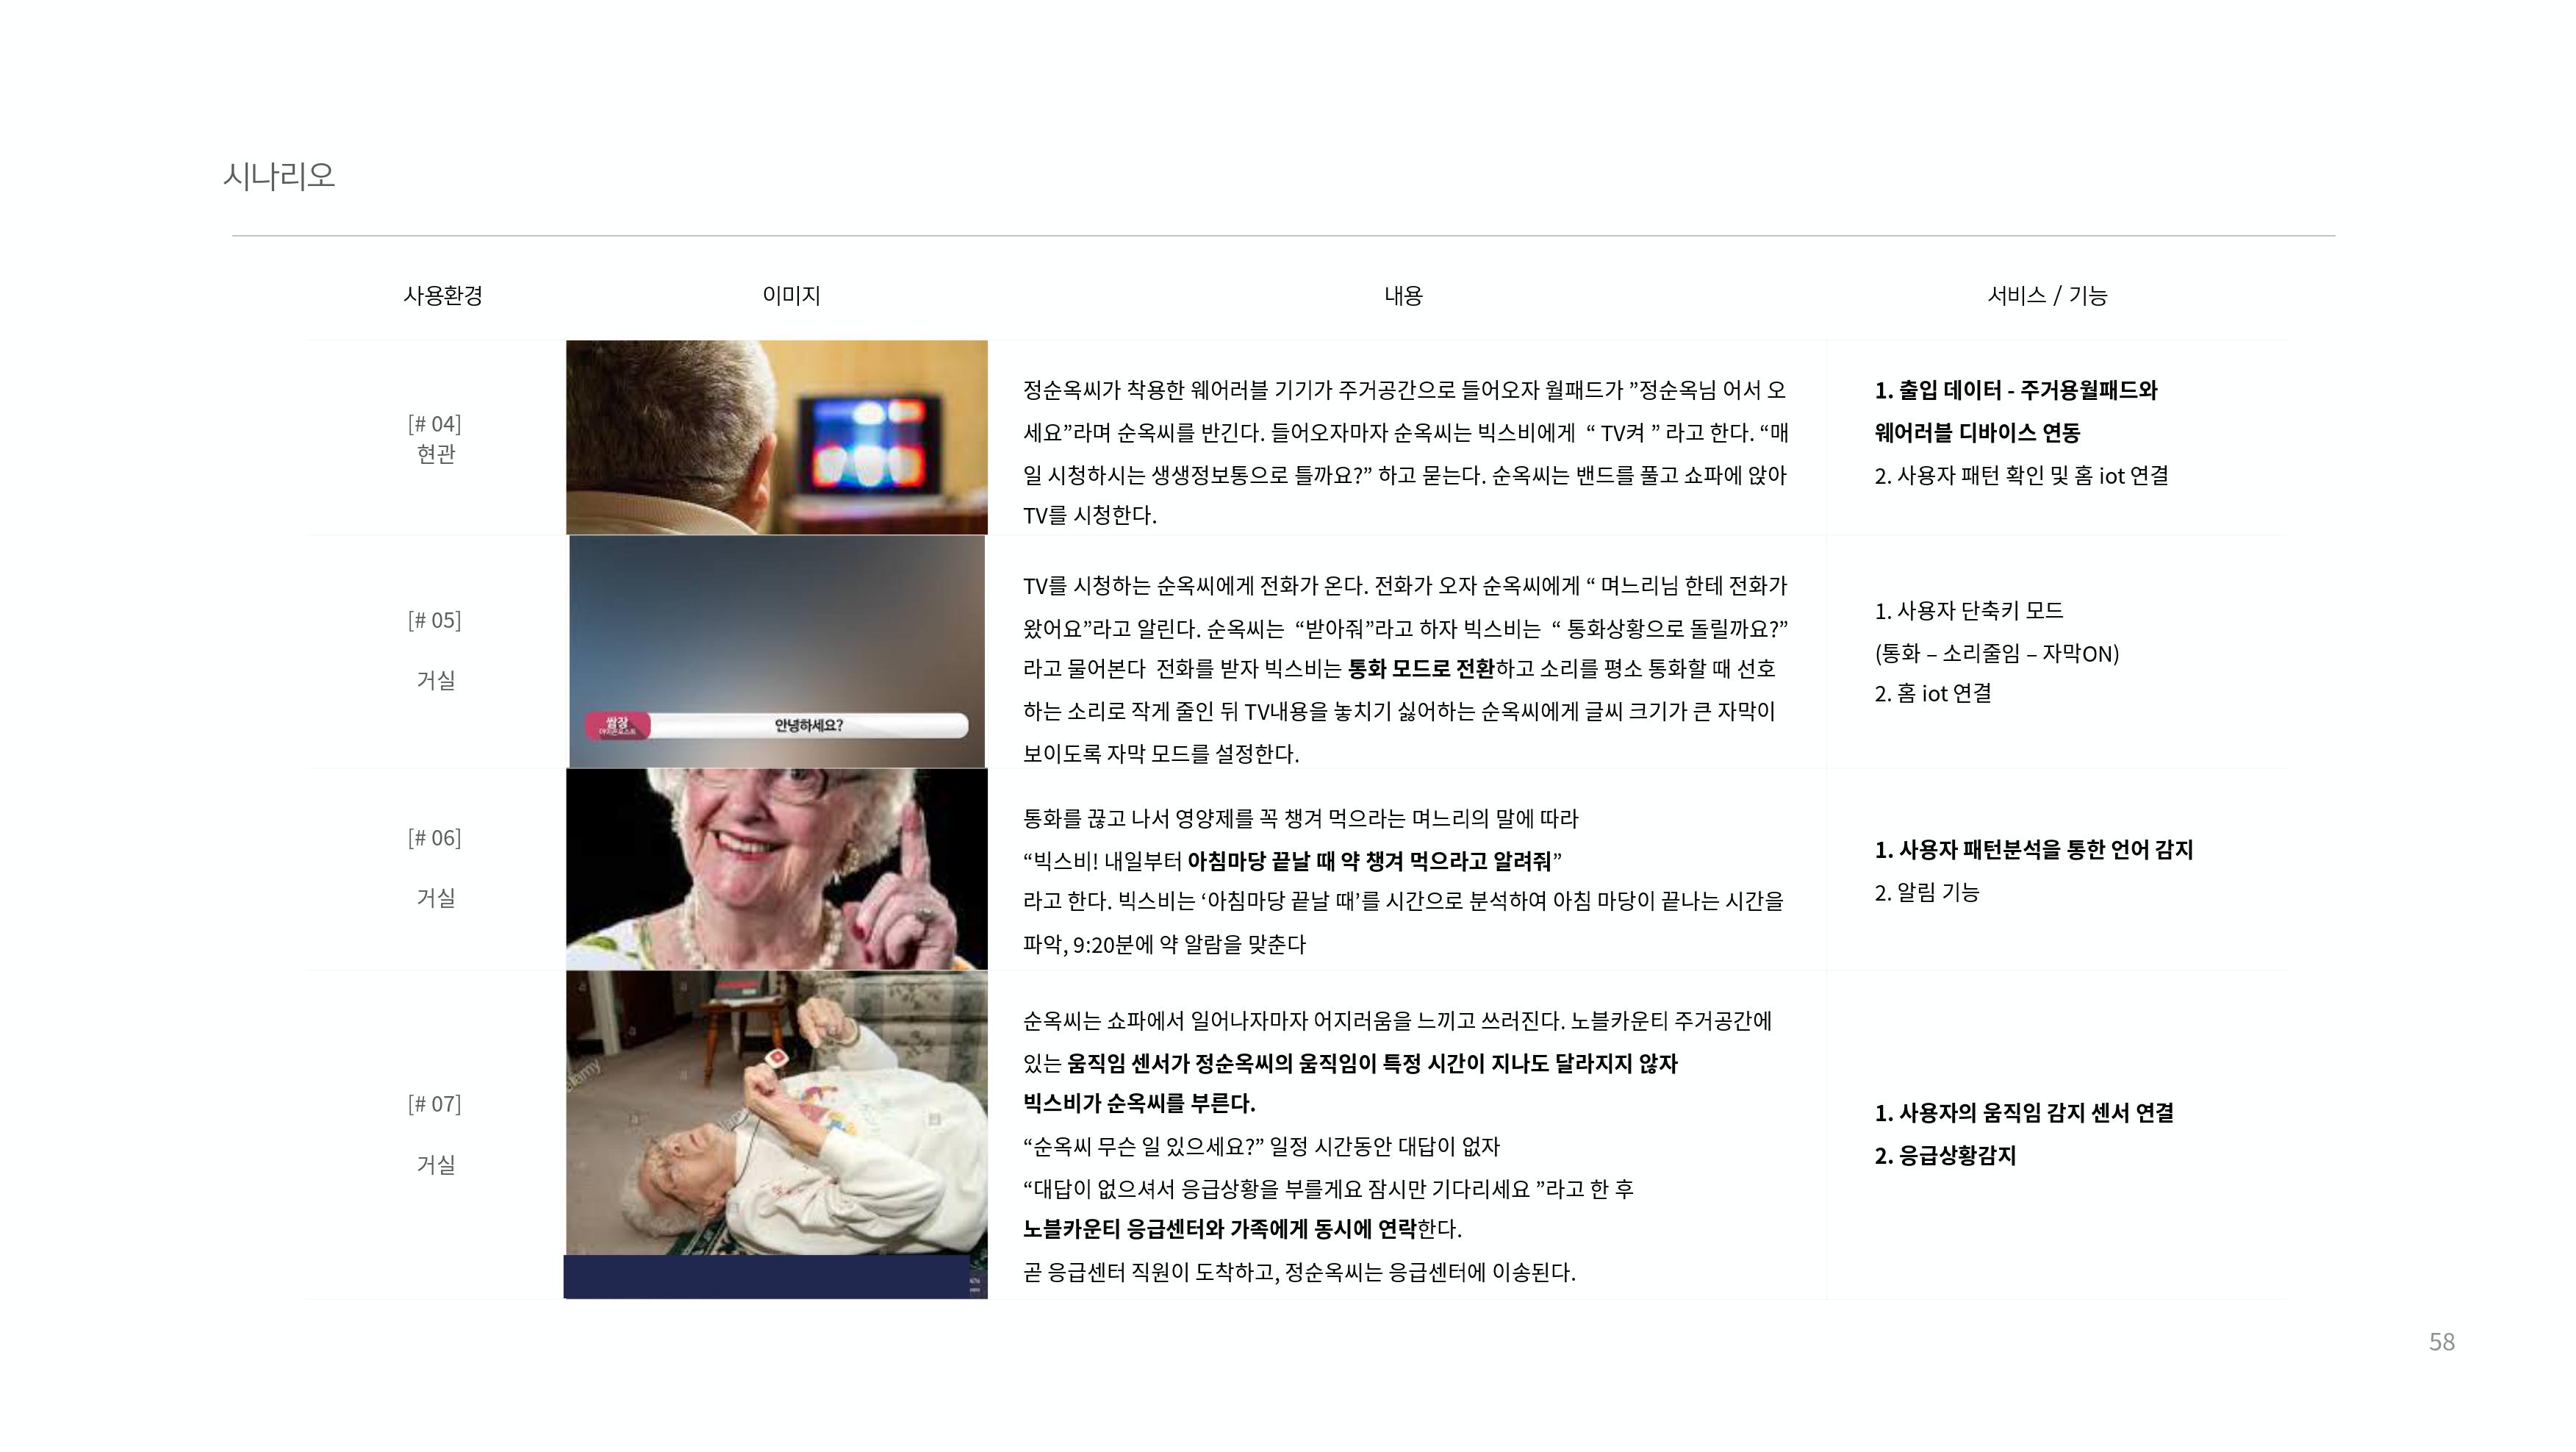 시나리오
사용환경
이미지
내용
서비스 / 기능
[# 04]
현관
정순옥씨가 착용한 웨어러블 기기가 주거공간으로 들어오자 월패드가 ”정순옥님 어서 오
세요”라며 순옥씨를 반긴다. 들어오자마자 순옥씨는 빅스비에게 “ TV켜 ” 라고 한다. “매
일 시청하시는 생생정보통으로 틀까요?” 하고 묻는다. 순옥씨는 밴드를 풀고 쇼파에 앉아
TV를 시청한다.
1. 출입 데이터 - 주거용월패드와
웨어러블 디바이스 연동
2. 사용자 패턴 확인 및 홈 iot 연결
[# 05]
거실
쌈장
안녕하세요?
TV를 시청하는 순옥씨에게 전화가 온다. 전화가 오자 순옥씨에게 “ 며느리님 한테 전화가
왔어요”라고 알린다. 순옥씨는 “받아줘”라고 하자 빅스비는 “ 통화상황으로 돌릴까요?”
라고 물어본다 전화를 받자 빅스비는 통화 모드로 전환하고 소리를 평소 통화할 때 선호
하는 소리로 작게 줄인 뒤 TV내용을 놓치기 싫어하는 순옥씨에게 글씨 크기가 큰 자막이
보이도록 자막 모드를 설정한다.
1. 사용자 단축키 모드
(통화 – 소리줄임 – 자막ON)
2. 홈 iot 연결
[# 06]
거실
통화를 끊고 나서 영양제를 꼭 챙겨 먹으라는 며느리의 말에 따라
“빅스비! 내일부터 아침마당 끝날 때 약 챙겨 먹으라고 알려줘”
라고 한다. 빅스비는 ‘아침마당 끝날 때’를 시간으로 분석하여 아침 마당이 끝나는 시간을
파악, 9:20분에 약 알람을 맞춘다
1. 사용자 패턴분석을 통한 언어 감지
2. 알림 기능
[# 07]
거실
순옥씨는 쇼파에서 일어나자마자 어지러움을 느끼고 쓰러진다. 노블카운티 주거공간에
있는 움직임 센서가 정순옥씨의 움직임이 특정 시간이 지나도 달라지지 않자
빅스비가 순옥씨를 부른다.
“순옥씨 무슨 일 있으세요?” 일정 시간동안 대답이 없자
“대답이 없으셔서 응급상황을 부를게요 잠시만 기다리세요 ”라고 한 후
노블카운티 응급센터와 가족에게 동시에 연락한다.
곧 응급센터 직원이 도착하고, 정순옥씨는 응급센터에 이송된다.
1. 사용자의 움직임 감지 센서 연결
2. 응급상황감지
58